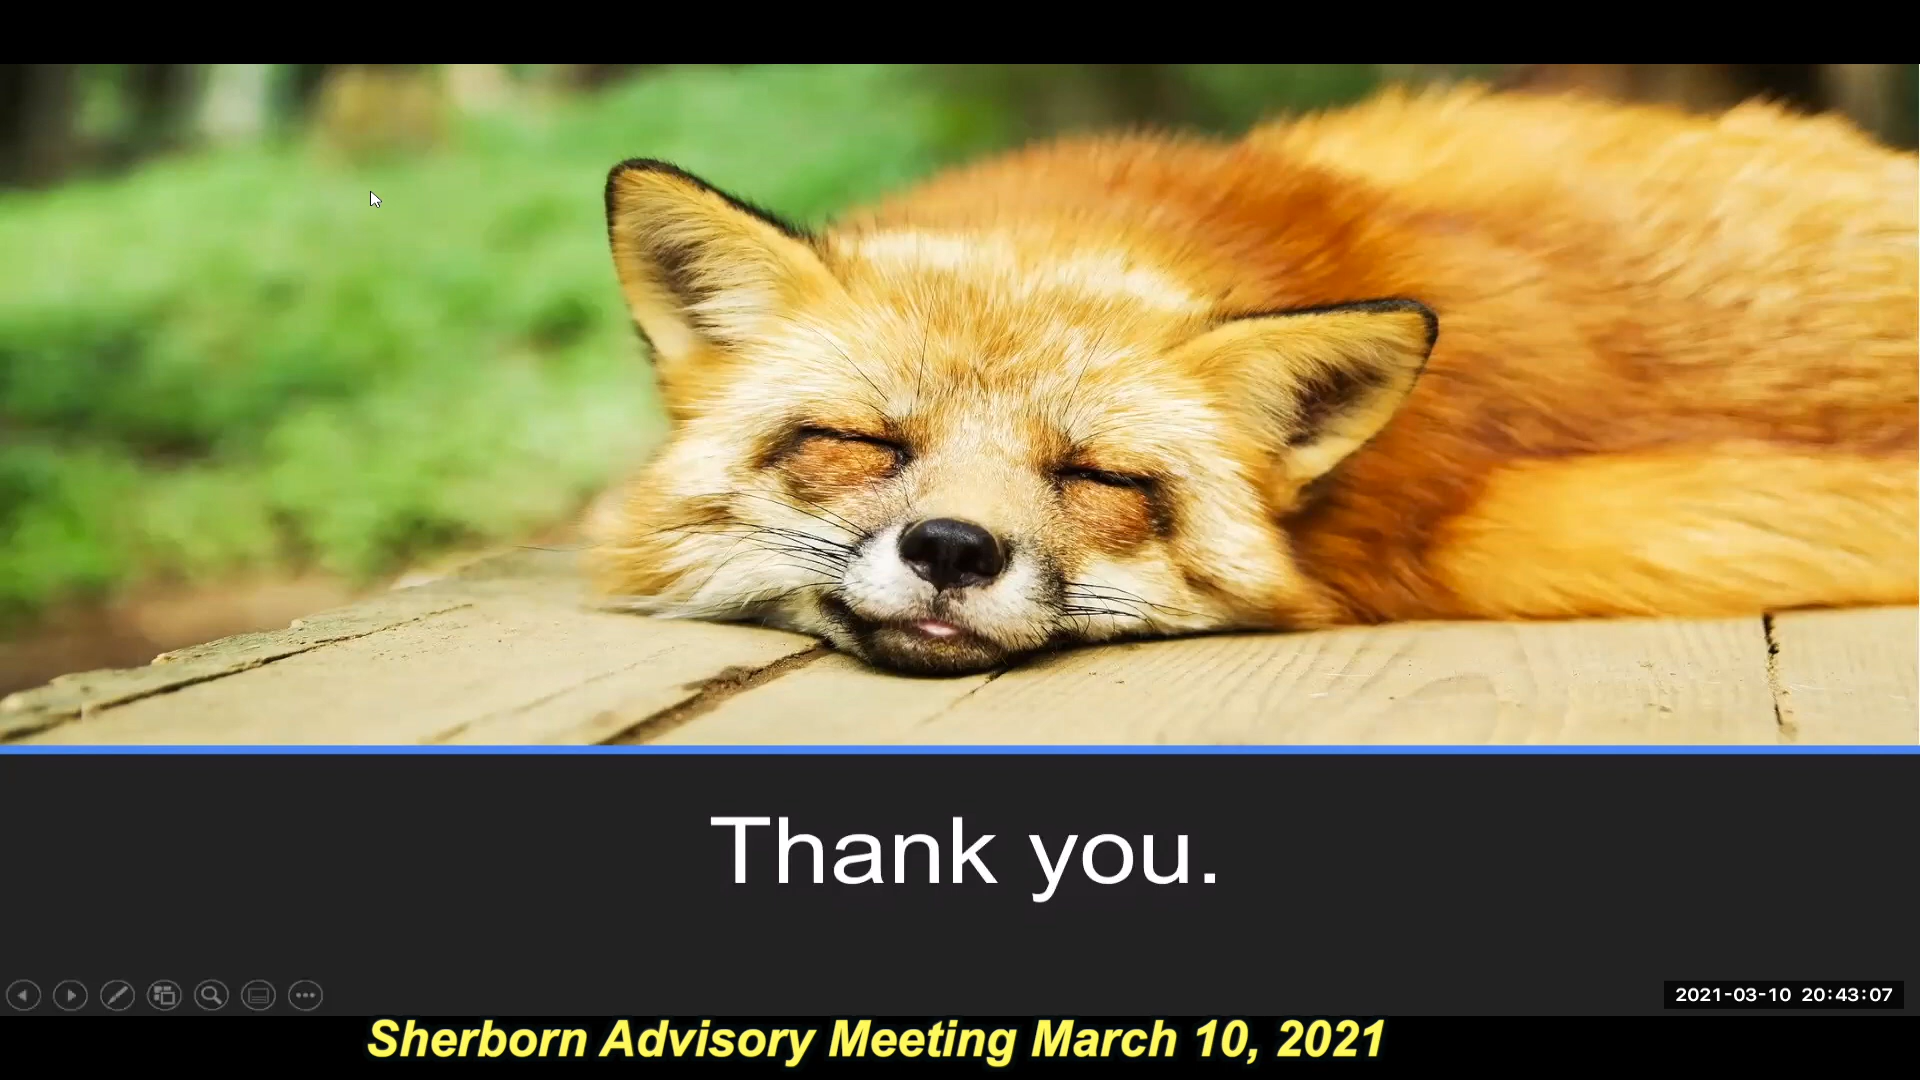 Thank you.
2021-03-10 20:43:07
Sherborn Advisory Meeting March 10, 2021